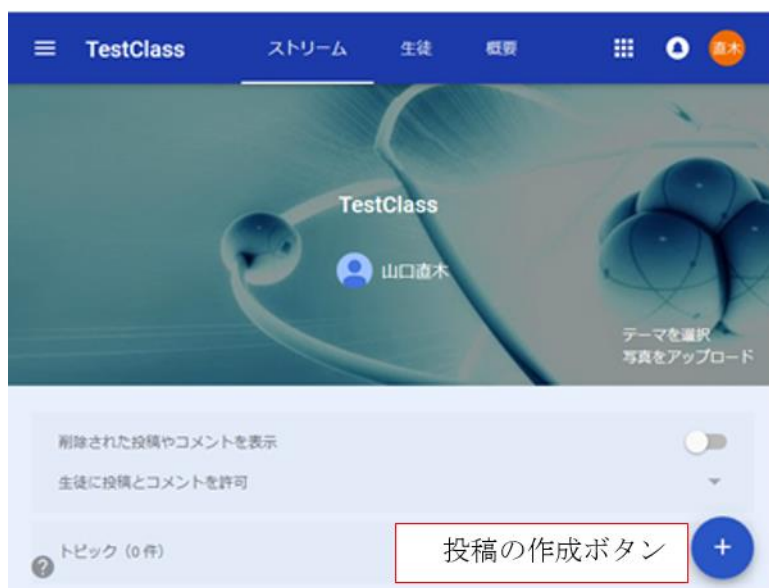 TestClass ストリーム 生徒 概要 直木
TestClass
山口直木
テーマを選択
写真をアップロード
削除された投稿やコメントを表示
生徒に投稿とコメントを許可
トピック (0 件)
投稿の作成ボタン